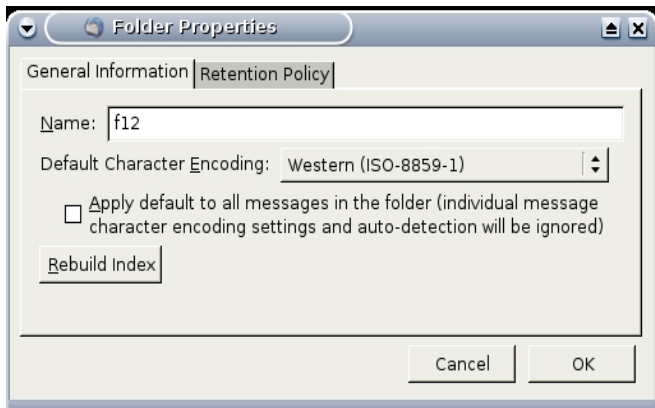 Folder Properties
General Information
Retention Policy
Name: f12
Default Character Encoding: Western (ISO-8859-1)
Apply default to all messages in the folder (individual message
character encoding settings and auto-detection will be ignored)
Rebuild Index
Cancel
OK